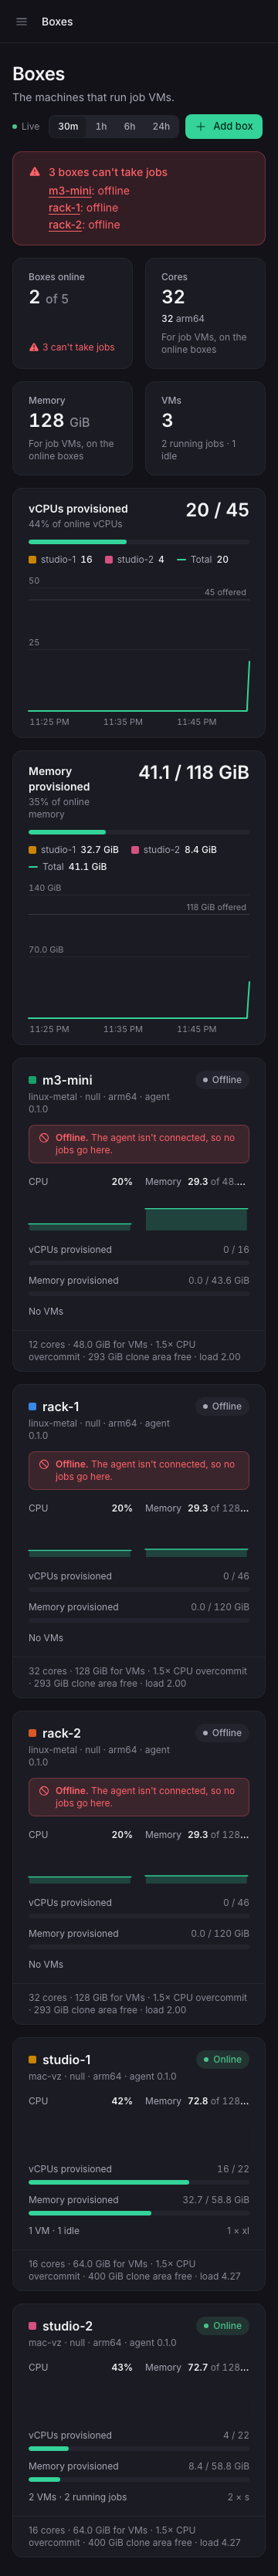 Boxes
Boxes
The machines that run job VMs.
Live 30m 1h 6h 24h Add box
3 boxes can't take jobs
m3-mini: offline
rack-1: offline
rack-2: offline
Boxes online
2 of 5
3 can't take jobs
Cores
32
32 arm64
For job VMs, on the
online boxes
Memory
128 GiB
For job VMs, on the
online boxes
VMs
3
2 running jobs · 1
idle
vCPUs provisioned 20 / 45
44% of online vCPUs
studio-1 16 studio-2 4 Total 20
50
45 offered
25
11:25 PM 11:35 PM 11:45 PM
Memory
provisioned
41.1 / 118 GiB
35% of online
memory
studio-1 32.7 GiB studio-2 8.4 GiB
Total 41.1 GiB
140 GiB
118 GiB offered
70.0 GiB
11:25 PM 11:35 PM 11:45 PM
m3-mini Offline
linux-metal · null · arm64 · agent
0.1.0
Offline. The agent isn't connected, so no
jobs go here.
CPU 20% Memory 29.3 of 48....
vCPUs provisioned 0 / 16
Memory provisioned 0.0 / 43.6 GiB
No VMs
12 cores · 48.0 GiB for VMs · 1.5× CPU
overcommit · 293 GiB clone area free · load 2.00
rack-1 Offline
linux-metal · null · arm64 · agent
0.1.0
Offline. The agent isn't connected, so no
jobs go here.
CPU 20% Memory 29.3 of 128...
vCPUs provisioned 0 / 46
Memory provisioned 0.0 / 120 GiB
No VMs
32 cores · 128 GiB for VMs · 1.5× CPU overcommit
· 293 GiB clone area free · load 2.00
rack-2 Offline
linux-metal · null · arm64 · agent
0.1.0
Offline. The agent isn't connected, so no
jobs go here.
CPU 20% Memory 29.3 of 128...
vCPUs provisioned 0 / 46
Memory provisioned 0.0 / 120 GiB
No VMs
32 cores · 128 GiB for VMs · 1.5× CPU overcommit
· 293 GiB clone area free · load 2.00
studio-1 Online
mac-vz · null · arm64 · agent 0.1.0
CPU 42% Memory 72.8 of 128...
vCPUs provisioned 16 / 22
Memory provisioned 32.7 / 58.8 GiB
1 VM · 1 idle 1 × xl
16 cores · 64.0 GiB for VMs · 1.5× CPU
overcommit · 400 GiB clone area free · load 4.27
studio-2 Online
mac-vz · null · arm64 · agent 0.1.0
CPU 43% Memory 72.7 of 128...
vCPUs provisioned 4 / 22
Memory provisioned 8.4 / 58.8 GiB
2 VMs · 2 running jobs 2 × s
16 cores · 64.0 GiB for VMs · 1.5× CPU
overcommit · 400 GiB clone area free · load 4.27